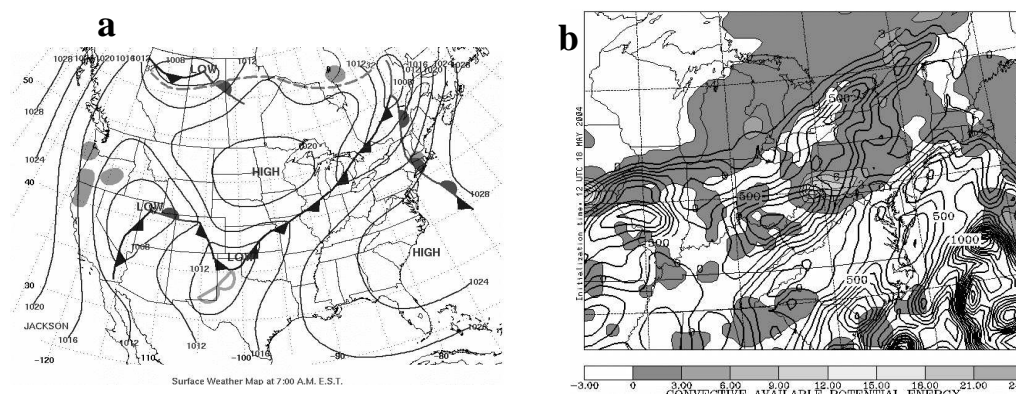 a
1028 1024 1020 1016 1012
1008
LOW
1012
1012
1008
1016
1012
1020
1024
1028
50
1028
1020
1024
HIGH
40
LOW
1028
1008
LOW
HIGH
1012
30
1024
1020
JACKSON
1016
1012
1012
1016
-120
-110
-100
-90
-80
Surface Weather Map at 7:00 A.M. E.S.T.
b
Initialization time: 12 UTC 18 MAY 2004
500
500
500
500
500
1000
-3.00 0 3.00 6.00 9.00 12.00 15.00 18.00 21.00
CONVECTIVE AVAILABLE POTENTIAL ENERGY